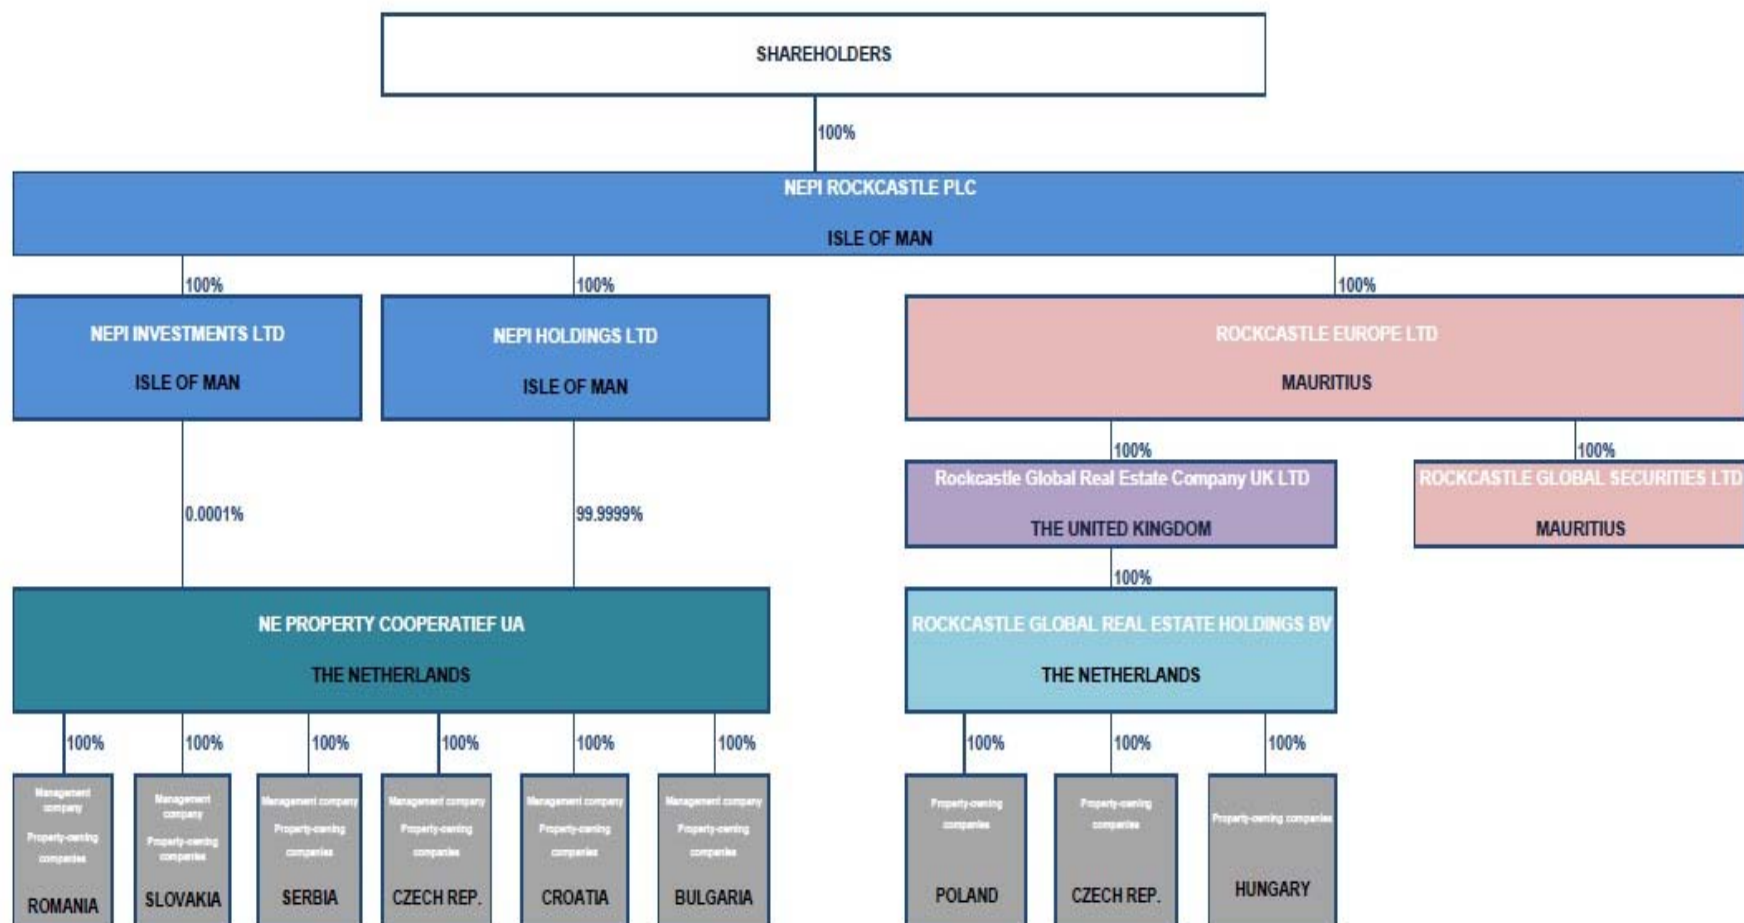 SHAREHOLDERS
100%
NEPI ROCKCASTLE PLC
ISLE OF MAN
100%
100%
100%
NEPI INVESTMENTS LTD
ISLE OF MAN
NEPI HOLDINGS LTD
ISLE OF MAN
ROCKCASTLE EUROPE LTD
MAURITIUS
100%
100%
Rockcastle Global Real Estate Company UK LTD
THE UNITED KINGDOM
ROCKCASTLE GLOBAL SECURITIES LTD
MAURITIUS
0.0001%
99.9999%
100%
NE PROPERTY COOPERATIEF UA
THE NETHERLANDS
ROCKCASTLE GLOBAL REAL ESTATE HOLDINGS BV
THE NETHERLANDS
100%
100%
100%
100%
100%
100%
100%
100%
100%
Management
company
Property-owning
companies
ROMANIA
Management
company
Property-owning
companies
SLOVAKIA
Management company
Property-owning
companies
SERBIA
Management company
Property-owning
companies
CZECH REP.
Management company
Property-owning
companies
CROATIA
Management company
Property-owning
companies
BULGARIA
Property-owning
companies
POLAND
Property-owning
companies
CZECH REP.
Property-owning companies
HUNGARY